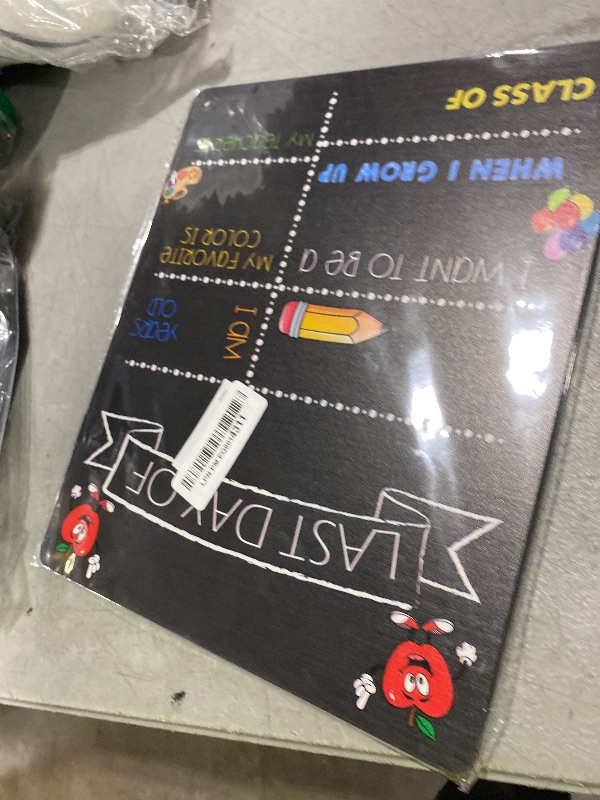 LAST DAY OF
I am
years
OLD
MY FAVORITE
COLOR IS
I WANT TO BE a
WHEN I GROW UP
MY TEACHER IS
CLASS OF